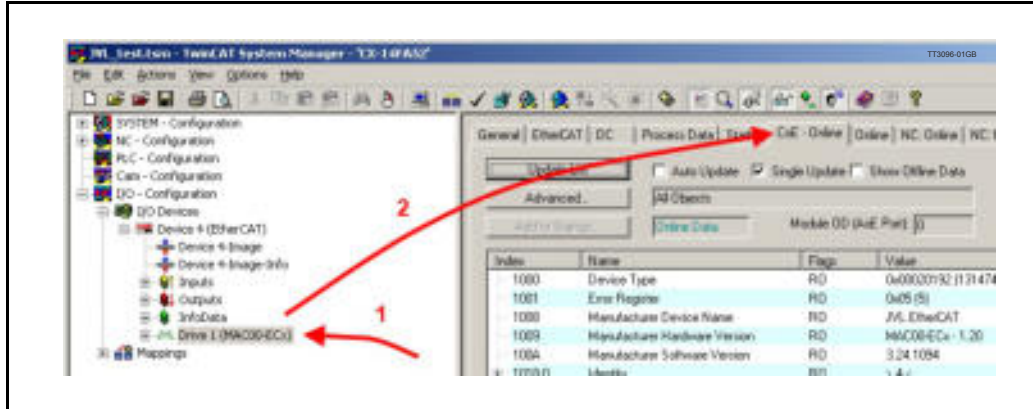 JVL_test.tsm - TwinCAT System Manager - 'CX-14FA52'
TT3096-01GB
File Edit Actions View Options Help
SYSTEM - Configuration
NC - Configuration
PLC - Configuration
Cam - Configuration
I/O - Configuration
I/O Devices
Device 4 (EtherCAT)
Device 4-Image
Device 4-Image-Info
Inputs
Outputs
InfoData
Drive 1 (MAC00-ECx)
Mappings
2
1
General EtherCAT DC Process Data CoE - Online Online NC: Online NC:
Update List Auto Update Single Update Show Offline Data
Advanced... All Objects
Online Data Module OD (AoE Port): 0
Index Name Flags Value
1000 Device Type RO 0x00020192 (131474
1001 Error Register RO 0x05 (5)
1008 Manufacturer Device Name RO JVL EtherCAT
1009 Manufacturer Hardware Version RO MAC00-ECx - 1.20
100A Manufacturer Software Version RO 3.24.1094
Identity RO